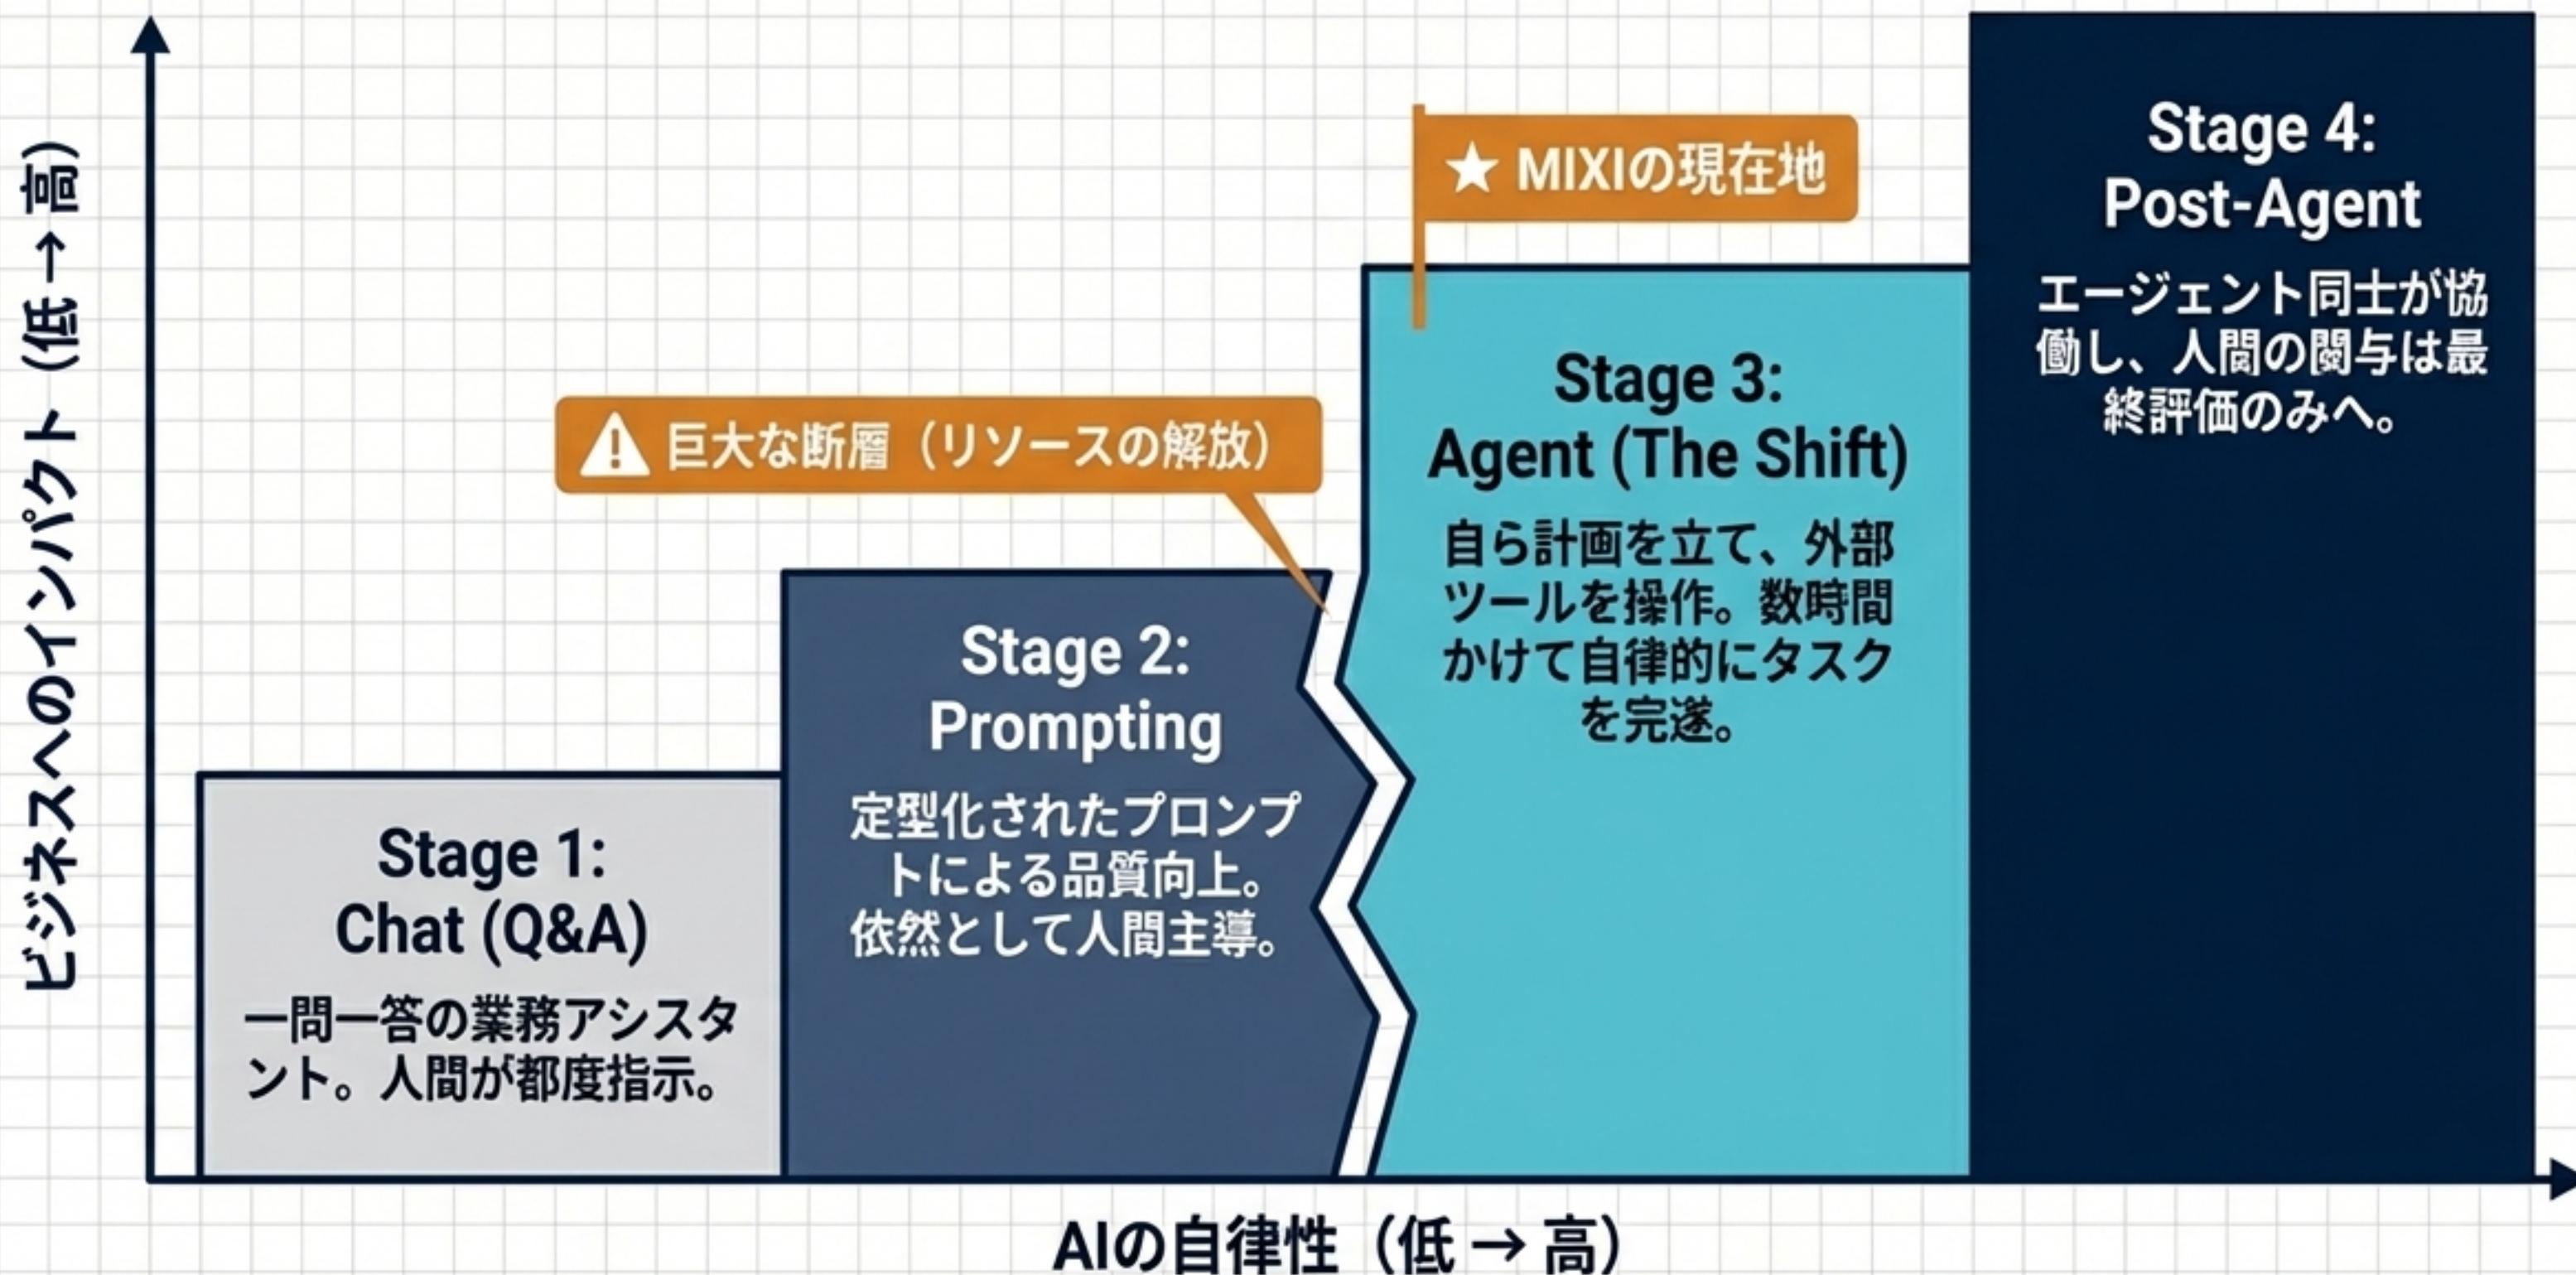 ビジネスへのインパクト（低 → 高）
Stage 1:
Chat (Q&A)
一問一答の業務アシスタ
ント。人間が都度指示。
⚠ 巨大な断層（リソースの解放）
Stage 2:
Prompting
定型化されたプロンプ
トによる品質向上。
依然として人間主導。
★ MIXIの現在地
Stage 3:
Agent (The Shift)
自ら計画を立て、外部
ツールを操作。数時間
かけて自律的にタスク
を完遂。
Stage 4:
Post-Agent
エージェント同士が協
働し、人間の関与は最
終評価のみへ。
AIの自律性（低 → 高）